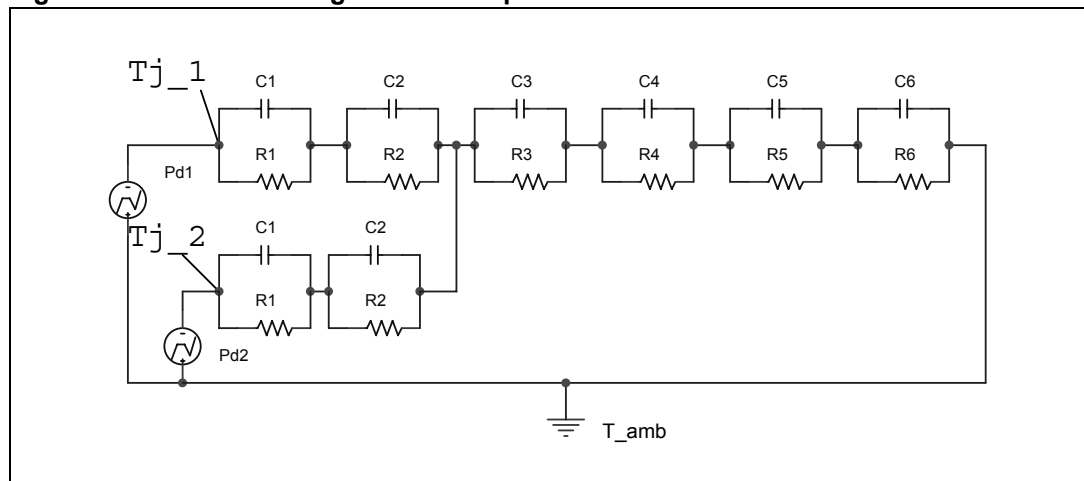 Tj_1
C1 C2 C3 C4 C5 C6
R1 R2 R3 R4 R5 R6
Pd1
Tj_2
C1 C2
R1 R2
Pd2
T_amb